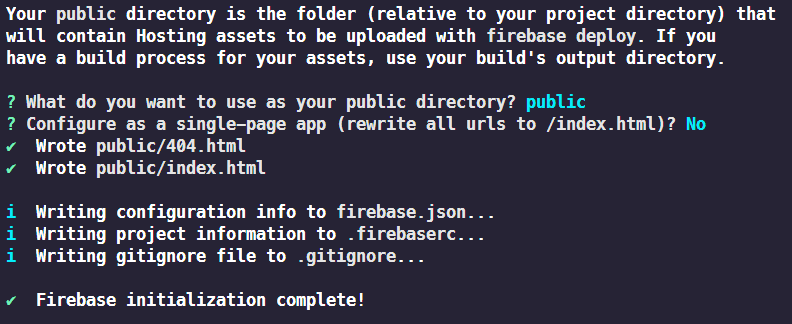 Your public directory is the folder (relative to your project directory) that
will contain Hosting assets to be uploaded with firebase deploy. If you
have a build process for your assets, use your build's output directory.
? What do you want to use as your public directory? public
? Configure as a single-page app (rewrite all urls to /index.html)? No
✔  Wrote public/404.html
✔  Wrote public/index.html
i  Writing configuration info to firebase.json...
i  Writing project information to .firebaserc...
i  Writing gitignore file to .gitignore...
✔  Firebase initialization complete!